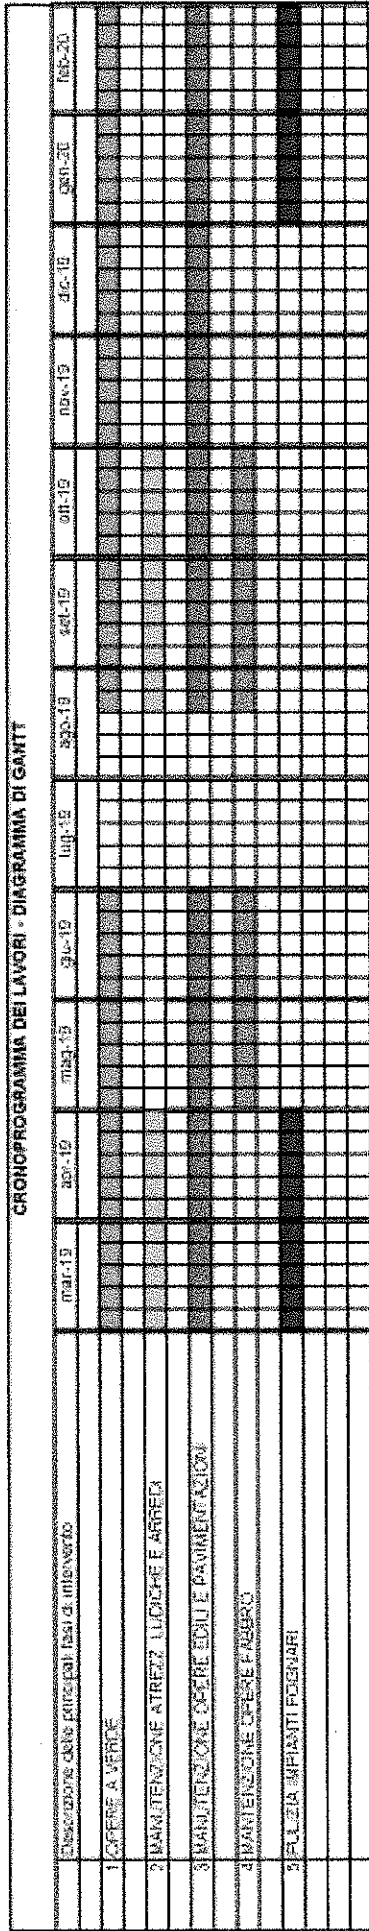 CRONOPROGRAMMA DEI LAVORI - DIAGRAMMA DI GANTT
Descrizione delle principali fasi di intervento mar-19 apr-19 mag-19 giu-19 lug-19 ago-19 set-19 ott-19 nov-19 dic-19 gen-20 feb-20
1 OPERE A VERDE
2 MANUTENZIONE ATREZZ. LUDICHE E ARREDI
3 MANUTENZIONE OPERE EDILI E PAVIMENTAZIONI
4 MANTENZIONE OPERE FABBRO
5 PULIZIA IMPIANTI FOGNARI